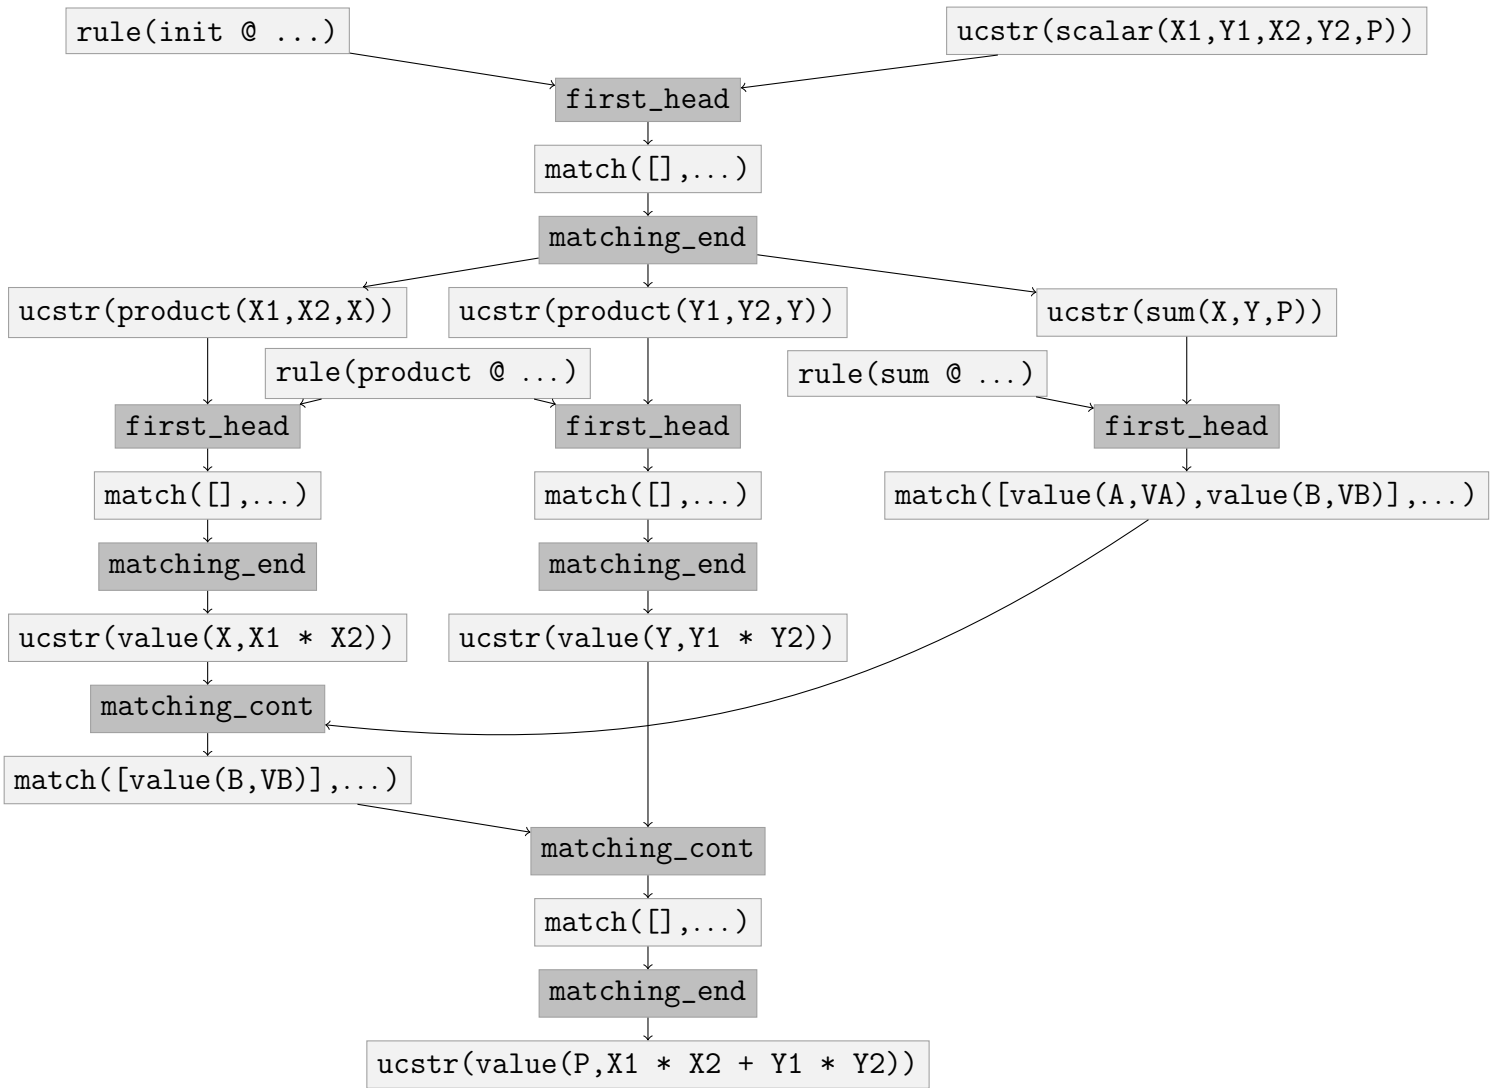 rule(init @ ...)
ucstr(scalar(X1,Y1,X2,Y2,P))
first_head
match([],...)
matching_end
ucstr(product(X1,X2,X))
ucstr(product(Y1,Y2,Y))
ucstr(sum(X,Y,P))
rule(product @ ...)
rule(sum @ ...)
first_head
first_head
first_head
match([],...)
match([],...)
match([value(A,VA),value(B,VB)],...)
matching_end
matching_end
ucstr(value(X,X1 * X2))
ucstr(value(Y,Y1 * Y2))
matching_cont
match([value(B,VB)],...)
matching_cont
match([],...)
matching_end
ucstr(value(P,X1 * X2 + Y1 * Y2))